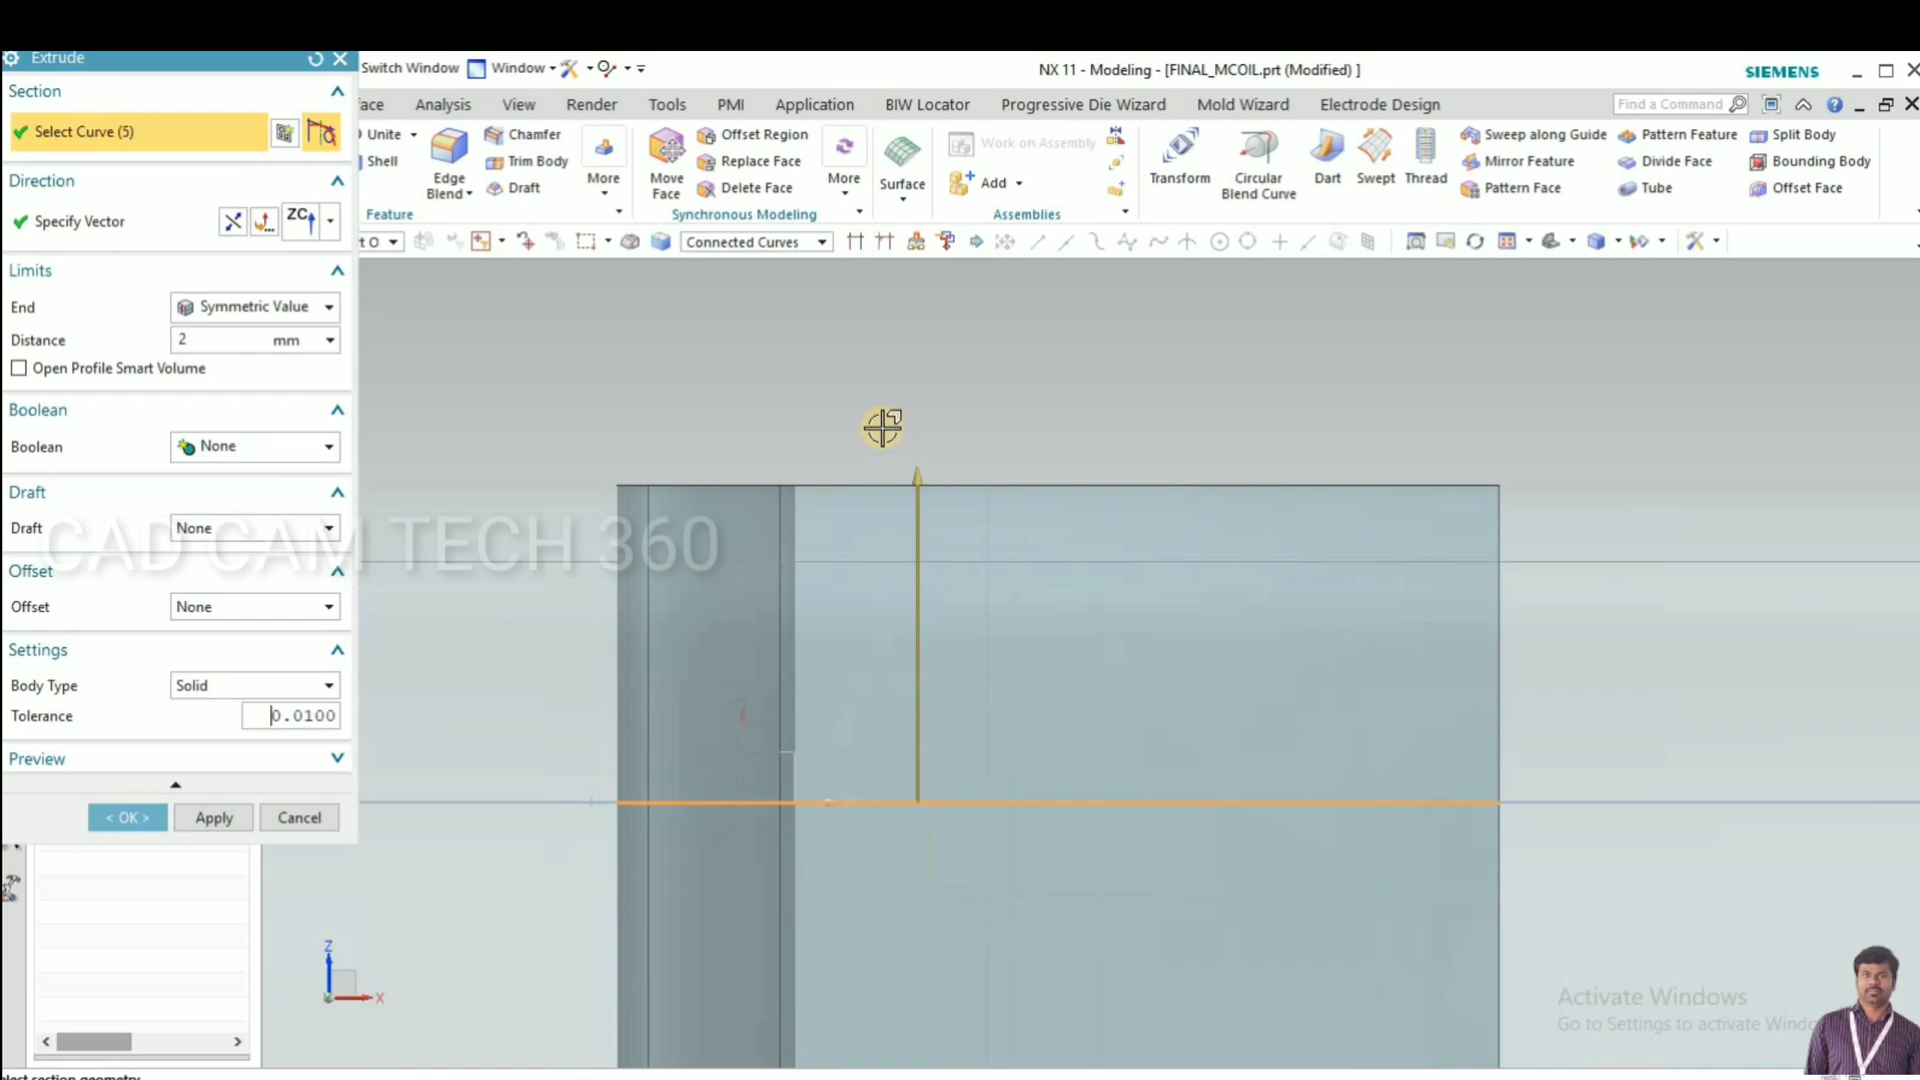 Extrude
Switch Window Window
NX 11 - Modeling - [FINAL_MCOIL.prt (Modified) ]
SIEMENS
Section
Analysis View Render Tools PMI Application BIW Locator Progressive Die Wizard Mold Wizard Electrode Design
Find a Command
Select Curve (5)
Unite
Shell
Edge Blend
Chamfer
Trim Body
Draft
More
Feature
Move Face
Offset Region
Replace Face
Delete Face
More
Synchronous Modeling
Surface
Work on Assembly
Add
Assemblies
Transform
Circular Blend Curve
Dart
Swept
Thread
Sweep along Guide
Mirror Feature
Pattern Face
Pattern Feature
Divide Face
Tube
Split Body
Bounding Body
Offset Face
Direction
Specify Vector
ZC
Connected Curves
Limits
End Symmetric Value
Distance 2 mm
Open Profile Smart Volume
Boolean
Boolean None
Draft
Draft None
CAD CAM TECH 360
Offset
Offset None
Settings
Body Type Solid
Tolerance 0.0100
Preview
< OK > Apply Cancel
Z
X
Activate Windows
Go to Settings to activate
section geometry